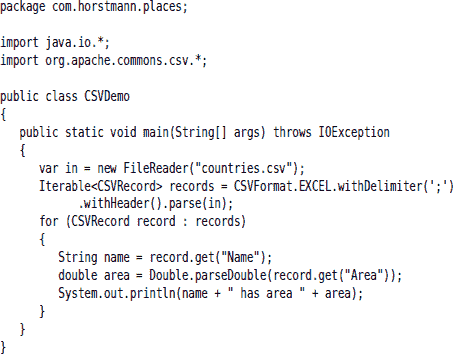 package com.horstmann.places;

import java.io.*;
import org.apache.commons.csv.*;

public class CSVDemo
{
   public static void main(String[] args) throws IOException
   {
      var in = new FileReader("countries.csv");
      Iterable<CSVRecord> records = CSVFormat.EXCEL.withDelimiter(';')
            .withHeader().parse(in);
      for (CSVRecord record : records)
      {
         String name = record.get("Name");
         double area = Double.parseDouble(record.get("Area"));
         System.out.println(name + " has area " + area);
      }
   }
}